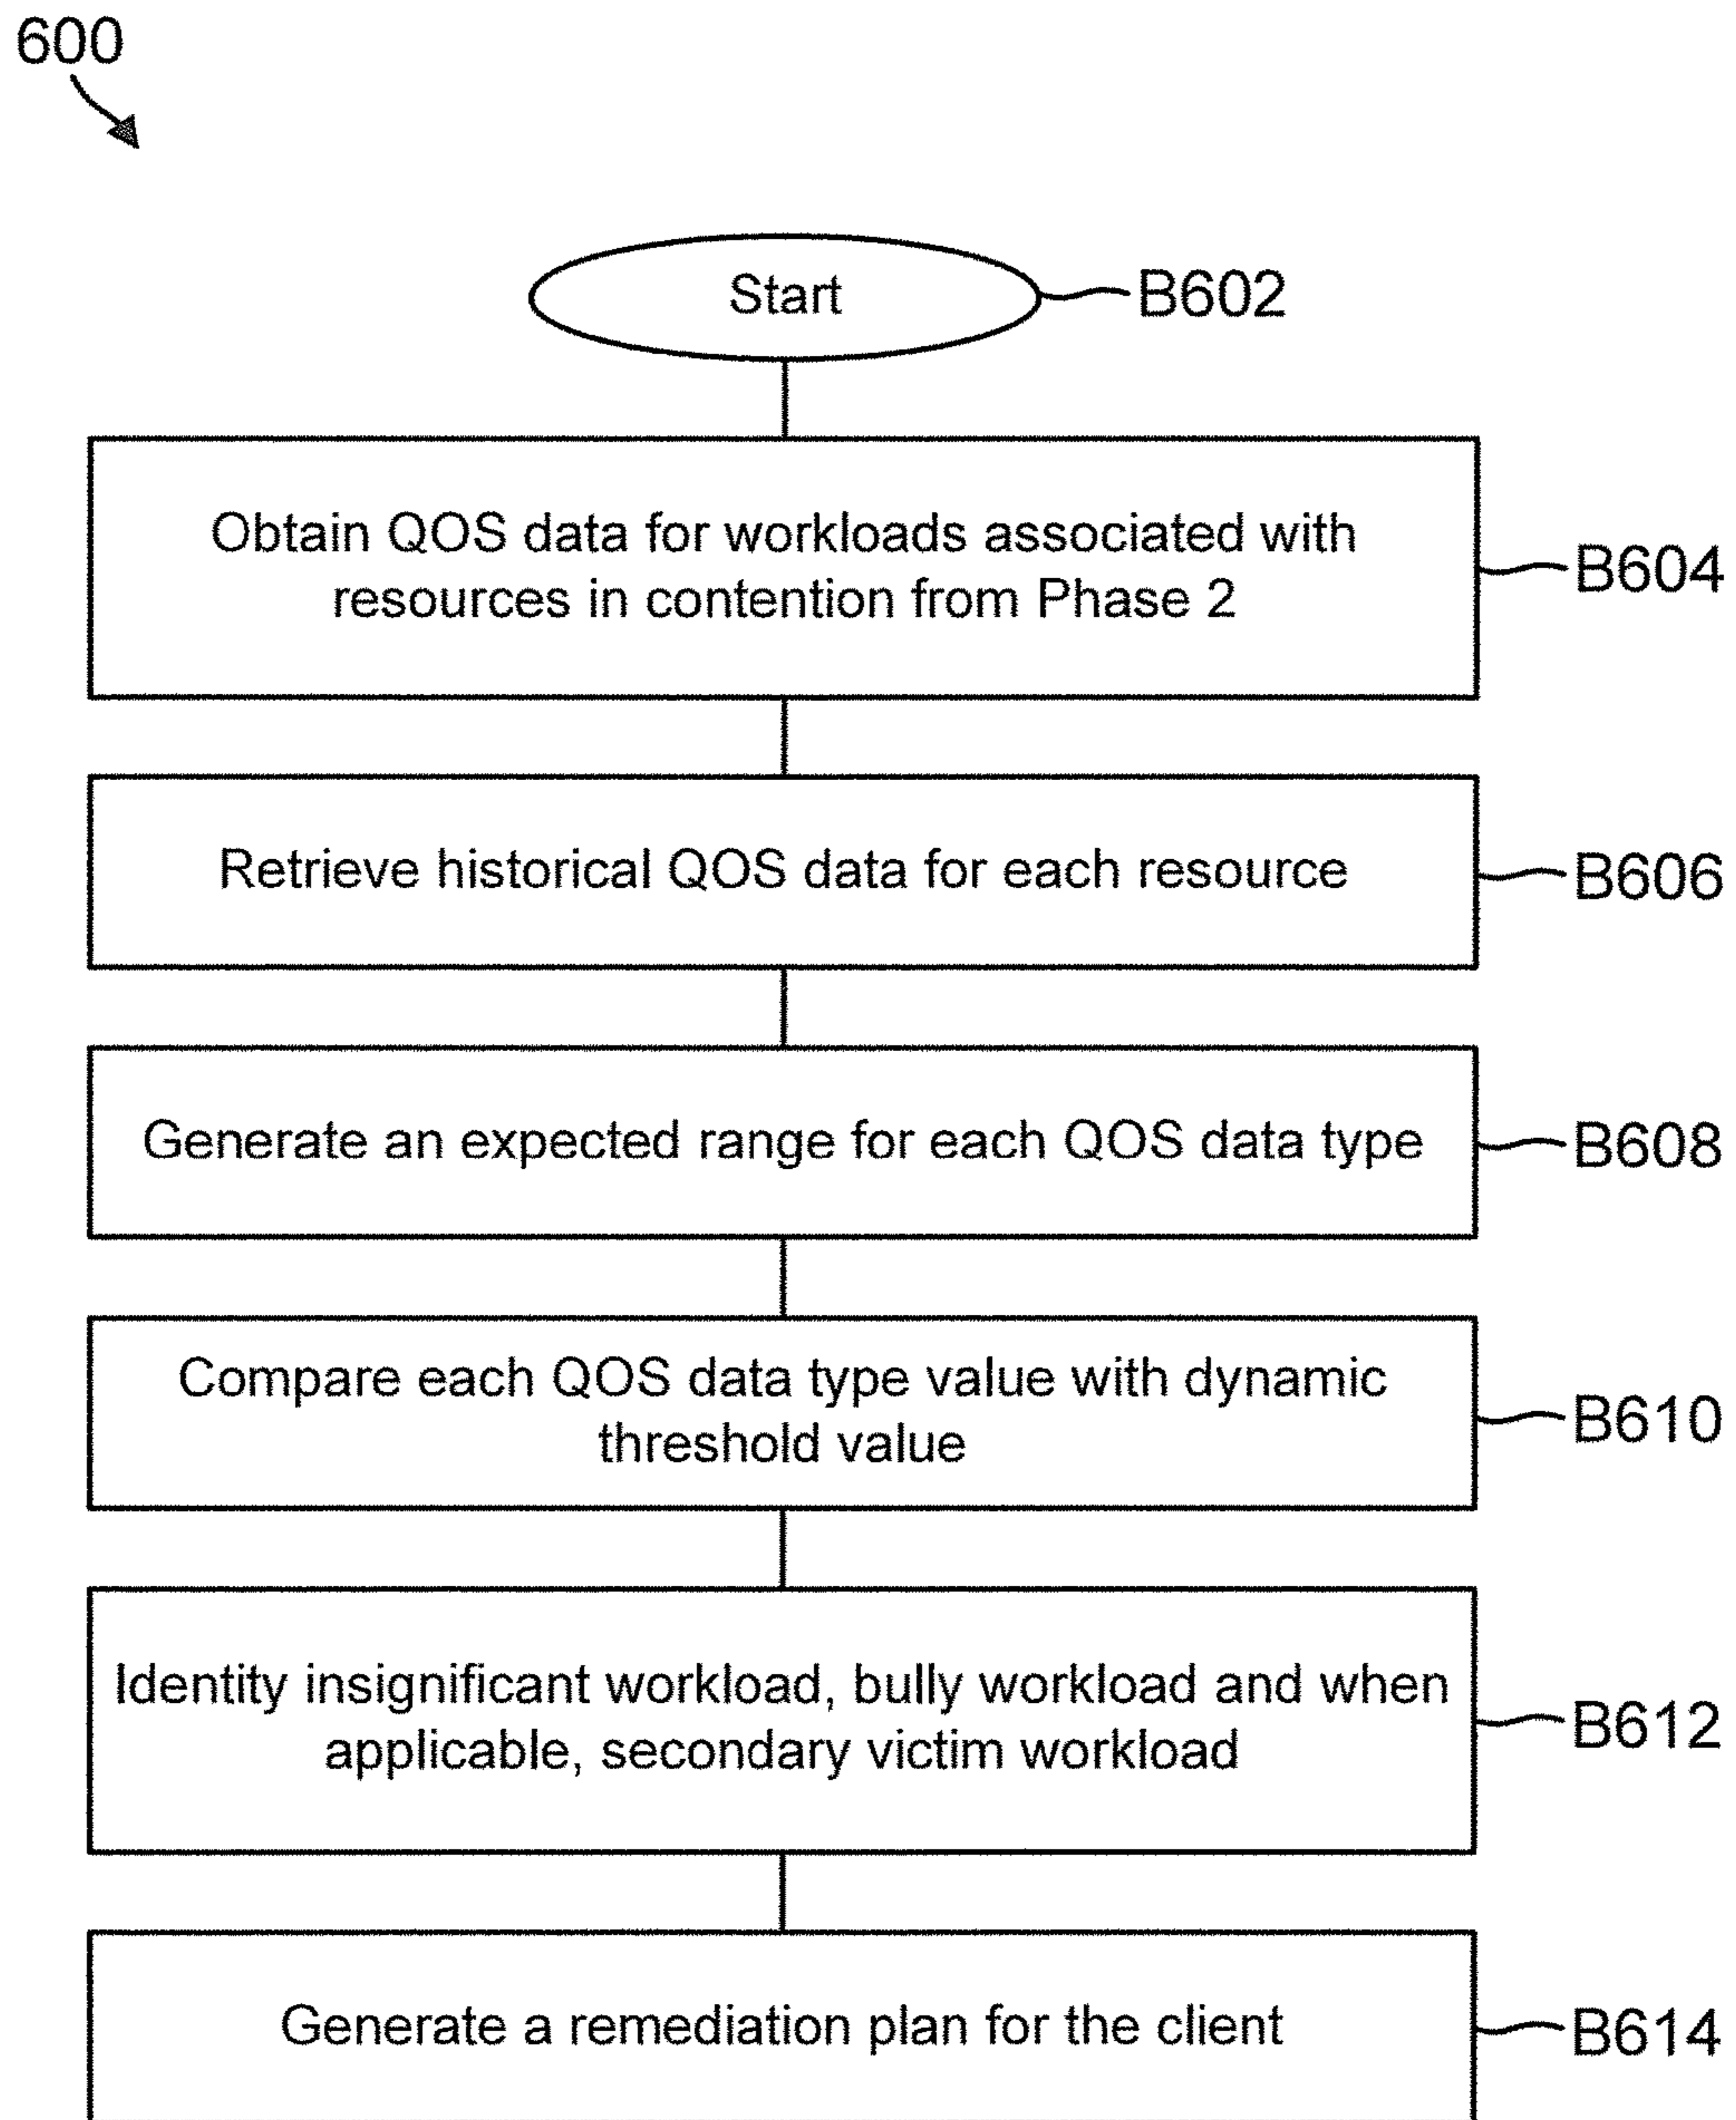 600
Start
B602
Obtain QOS data for workloads associated with
resources in contention from Phase 2
B604
Retrieve historical QOS data for each resource
B606
Generate an expected range for each QOS data type
B608
Compare each QOS data type value with dynamic
threshold value
B610
Identity insignificant workload, bully workload and when
applicable, secondary victim workload
B612
Generate a remediation plan for the client
B614